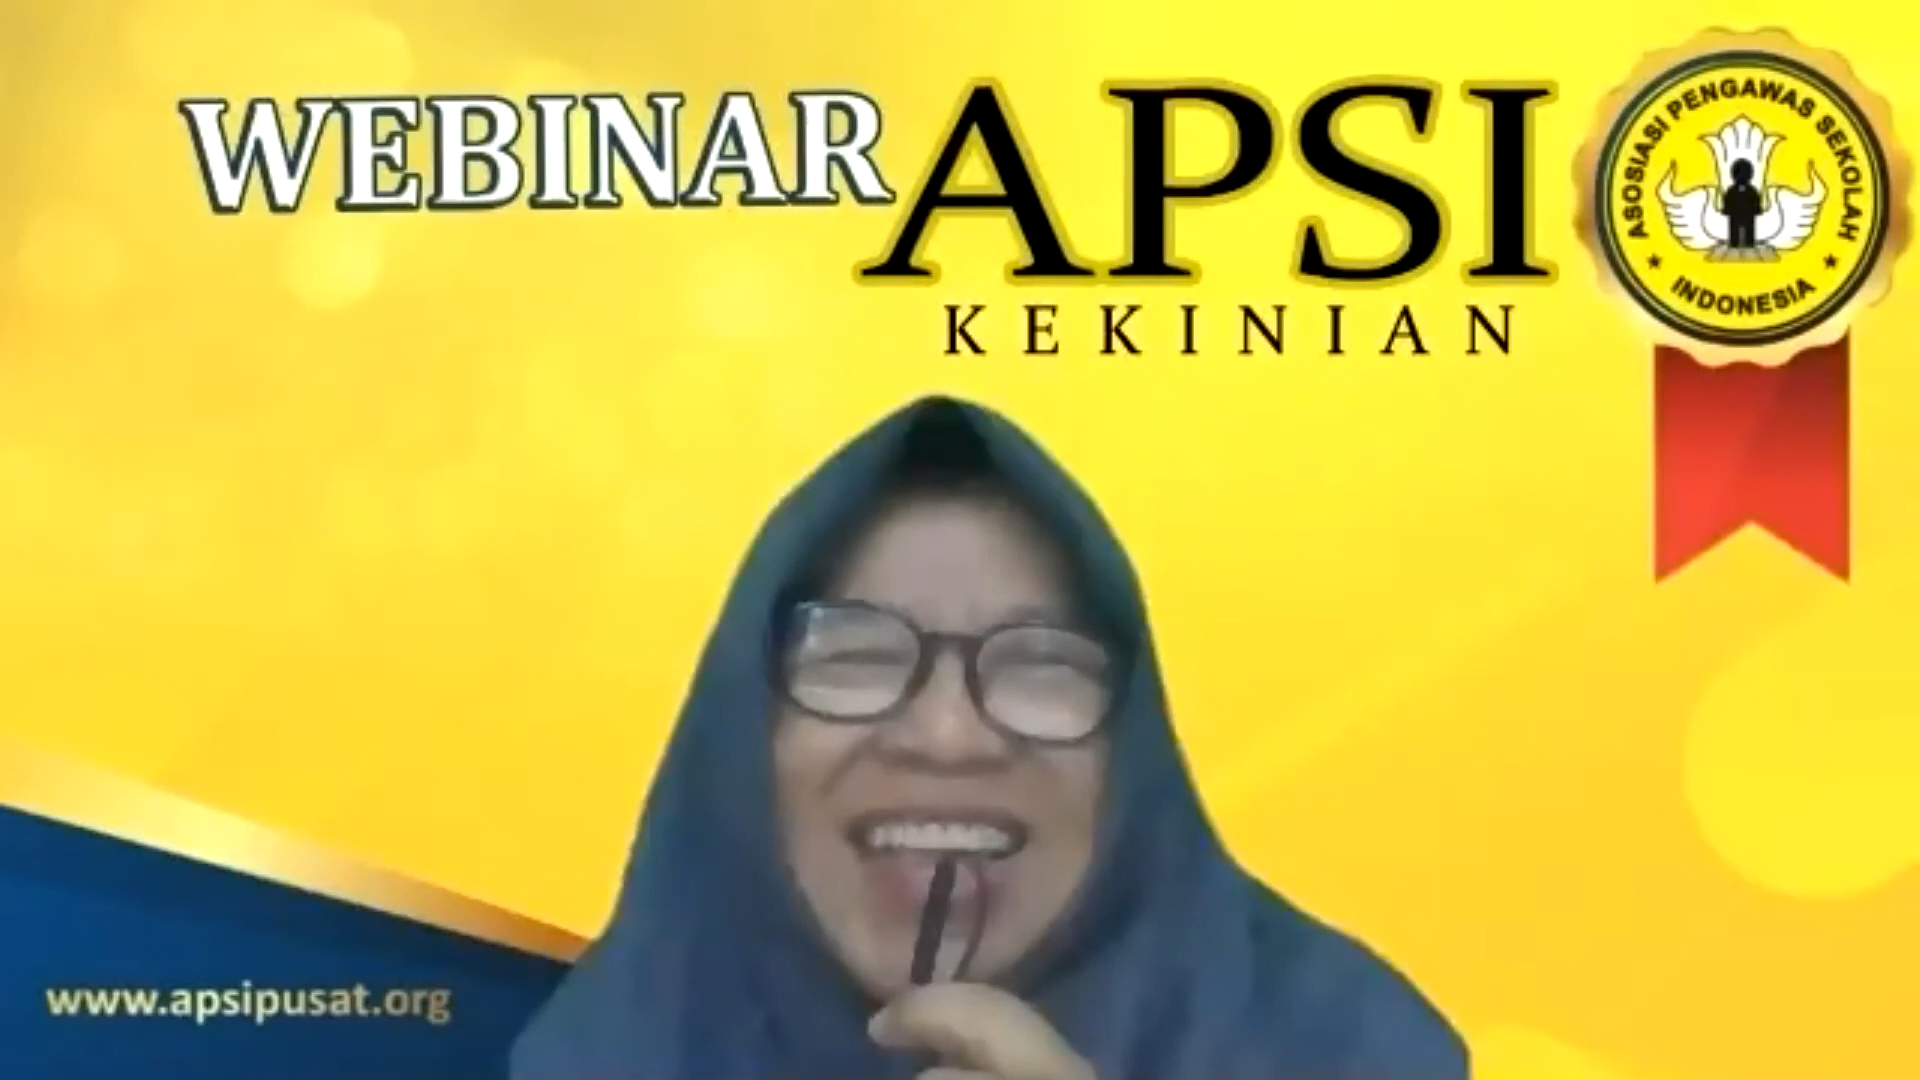 WEBINAR APSI
KEKINIAN
ASOSIASI PENGAWAS SEKOLAH
INDONESIA
www.apsipusat.org